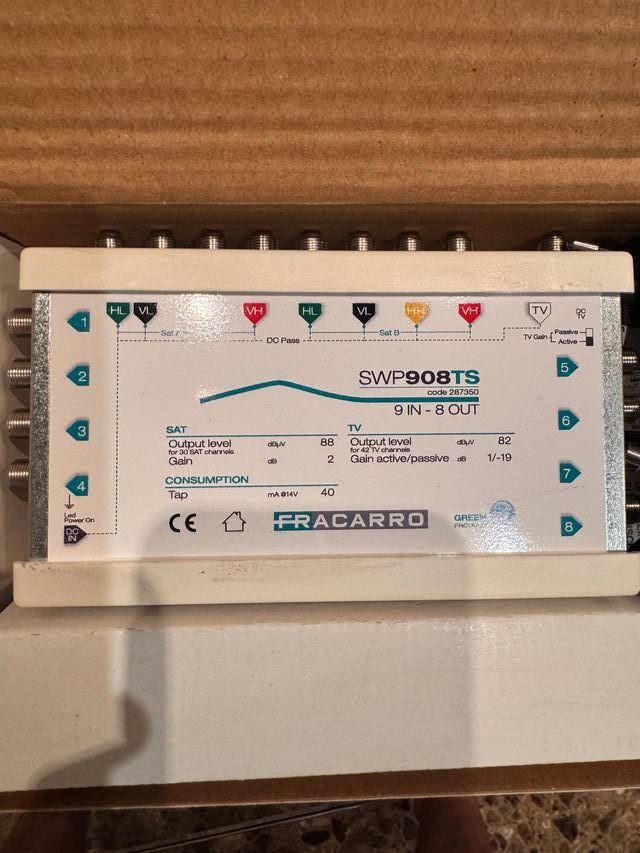 HL VL VH HL VL HH VH TV
DC
TV
Sat A
Sat B
DC Pass
TV Gain
Passive
Active
1
2
3
4
5
6
7
8
SWP908TS
code 287350
9 IN - 8 OUT
SAT
Output level dBµV 88
for 30 SAT channels
Gain dB 2
TV
Output level dBµV 82
for 42 TV channels
Gain active/passive dB 1/-19
CONSUMPTION
Tap mA @14V 40
Led
Power On
DC
IN
CE
FRACARRO
GREEN